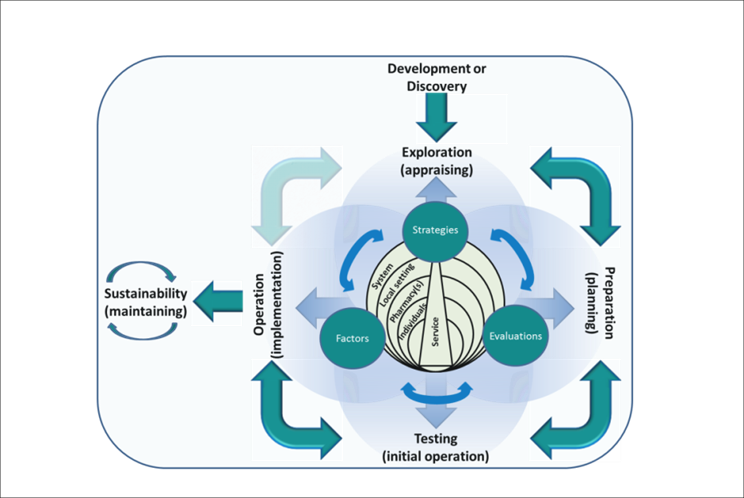 Development or
Discovery
Exploration
(appraising)
Strategies
System
Local setting
Pharmacy(s)
Individuals
Service
Factors
Evaluations
Preparation
(planning)
Operation
(implementation)
Sustainability
(maintaining)
Testing
(initial operation)